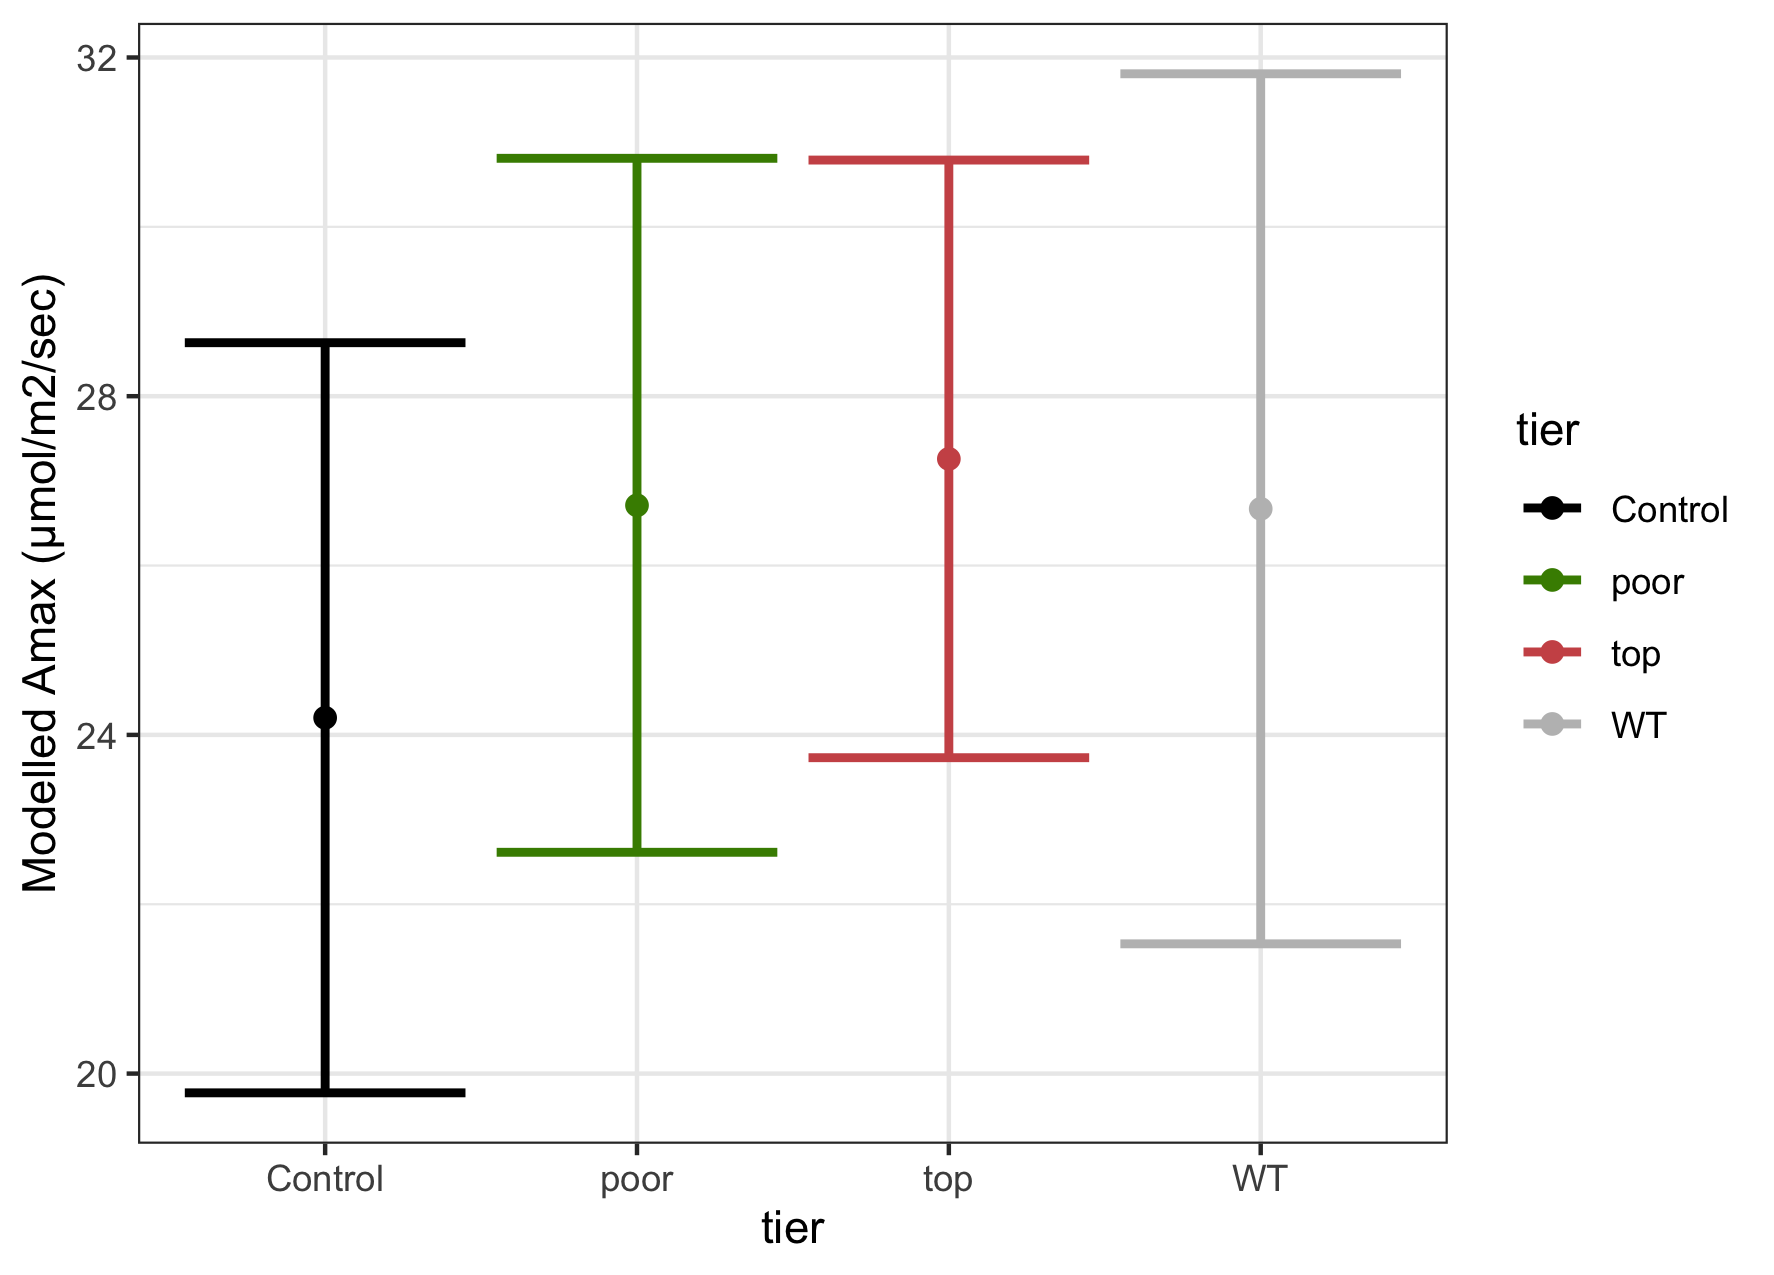 Modelled Amax (μmol/m2/sec)
32
28
24
20
Control
poor
top
WT
tier
tier
Control
poor
top
WT